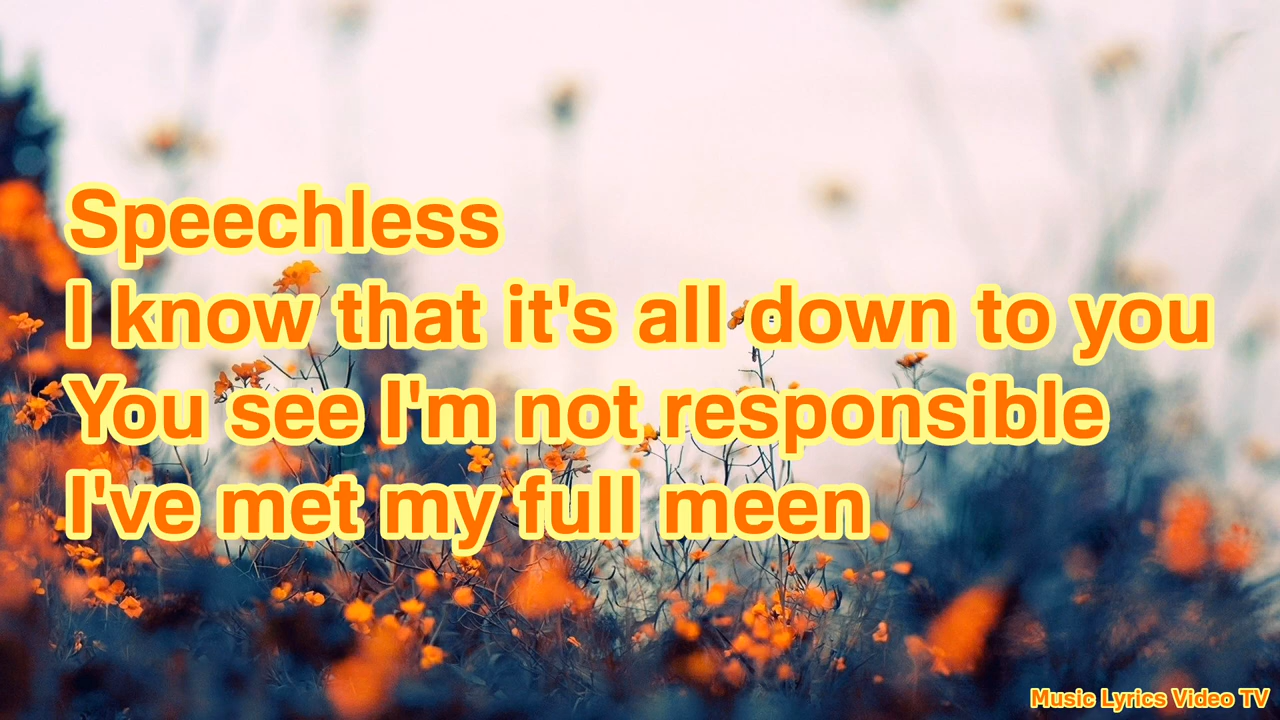 Speechless
I know that it's all down to you
You see I'm not responsible
I've met my full meen
Music Lyrics Video TV